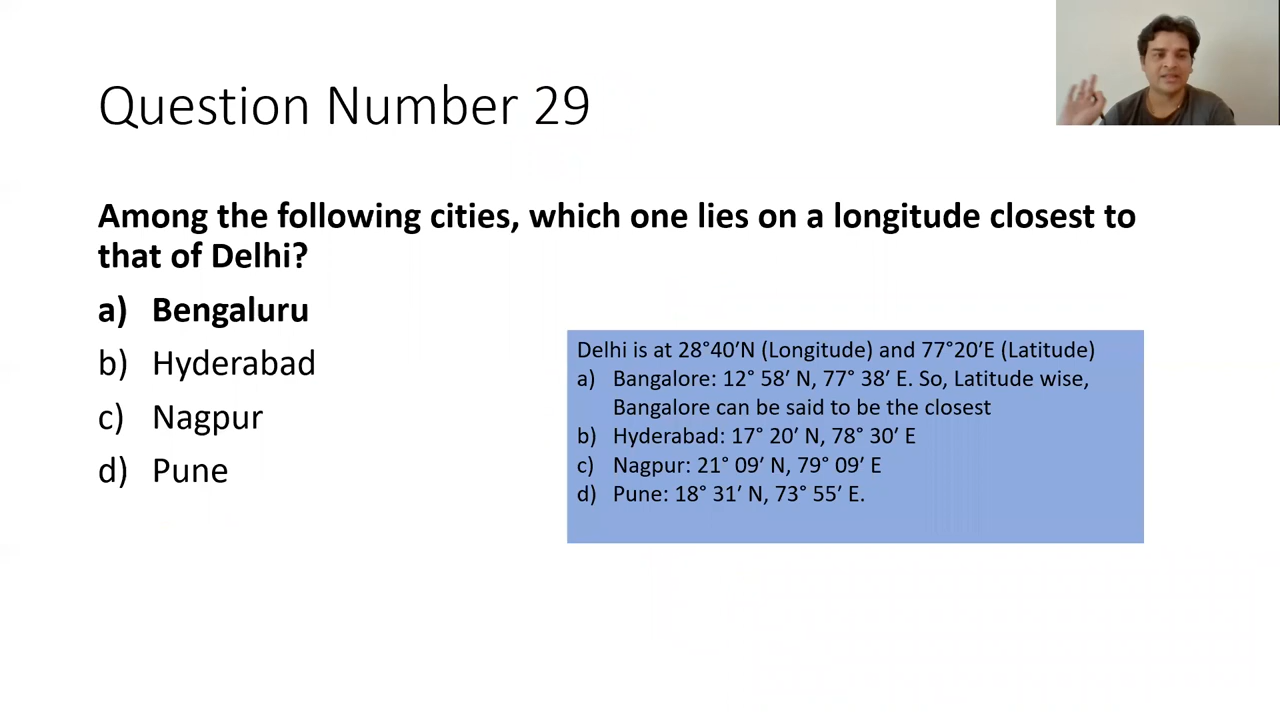 Question Number 29
Among the following cities, which one lies on a longitude closest to
that of Delhi?
a) Bengaluru
b) Hyderabad
c) Nagpur
d) Pune
Delhi is at 28°40′N (Longitude) and 77°20′E (Latitude)
a) Bangalore: 12° 58′ N, 77° 38′ E. So, Latitude wise,
Bangalore can be said to be the closest
b) Hyderabad: 17° 20′ N, 78° 30′ E
c) Nagpur: 21° 09′ N, 79° 09′ E
d) Pune: 18° 31′ N, 73° 55′ E.